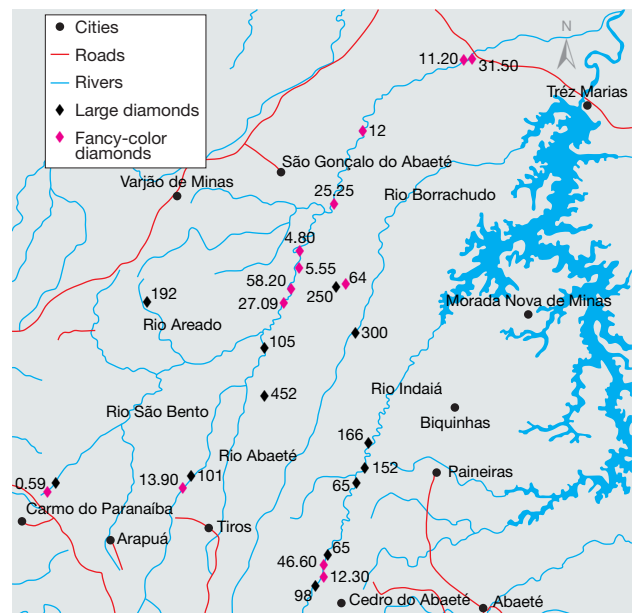 Cities
Roads
Rivers
Large diamonds
Fancy-color
diamonds
N
11.20
31.50
Tréz Marias
12
São Gonçalo do Abaeté
Varjão de Minas
25.25
Rio Borrachudo
4.80
5.55
58.20
64
250
192
27.09
Morada Nova de Minas
Rio Areado
300
105
Rio Indaiá
452
Rio São Bento
Biquinhas
166
Rio Abaeté
152
0.59
13.90
101
65
Paineiras
Carmo do Paranaíba
Tiros
Arapuá
65
46.60
12.30
98
Cedro do Abaeté
Abaeté